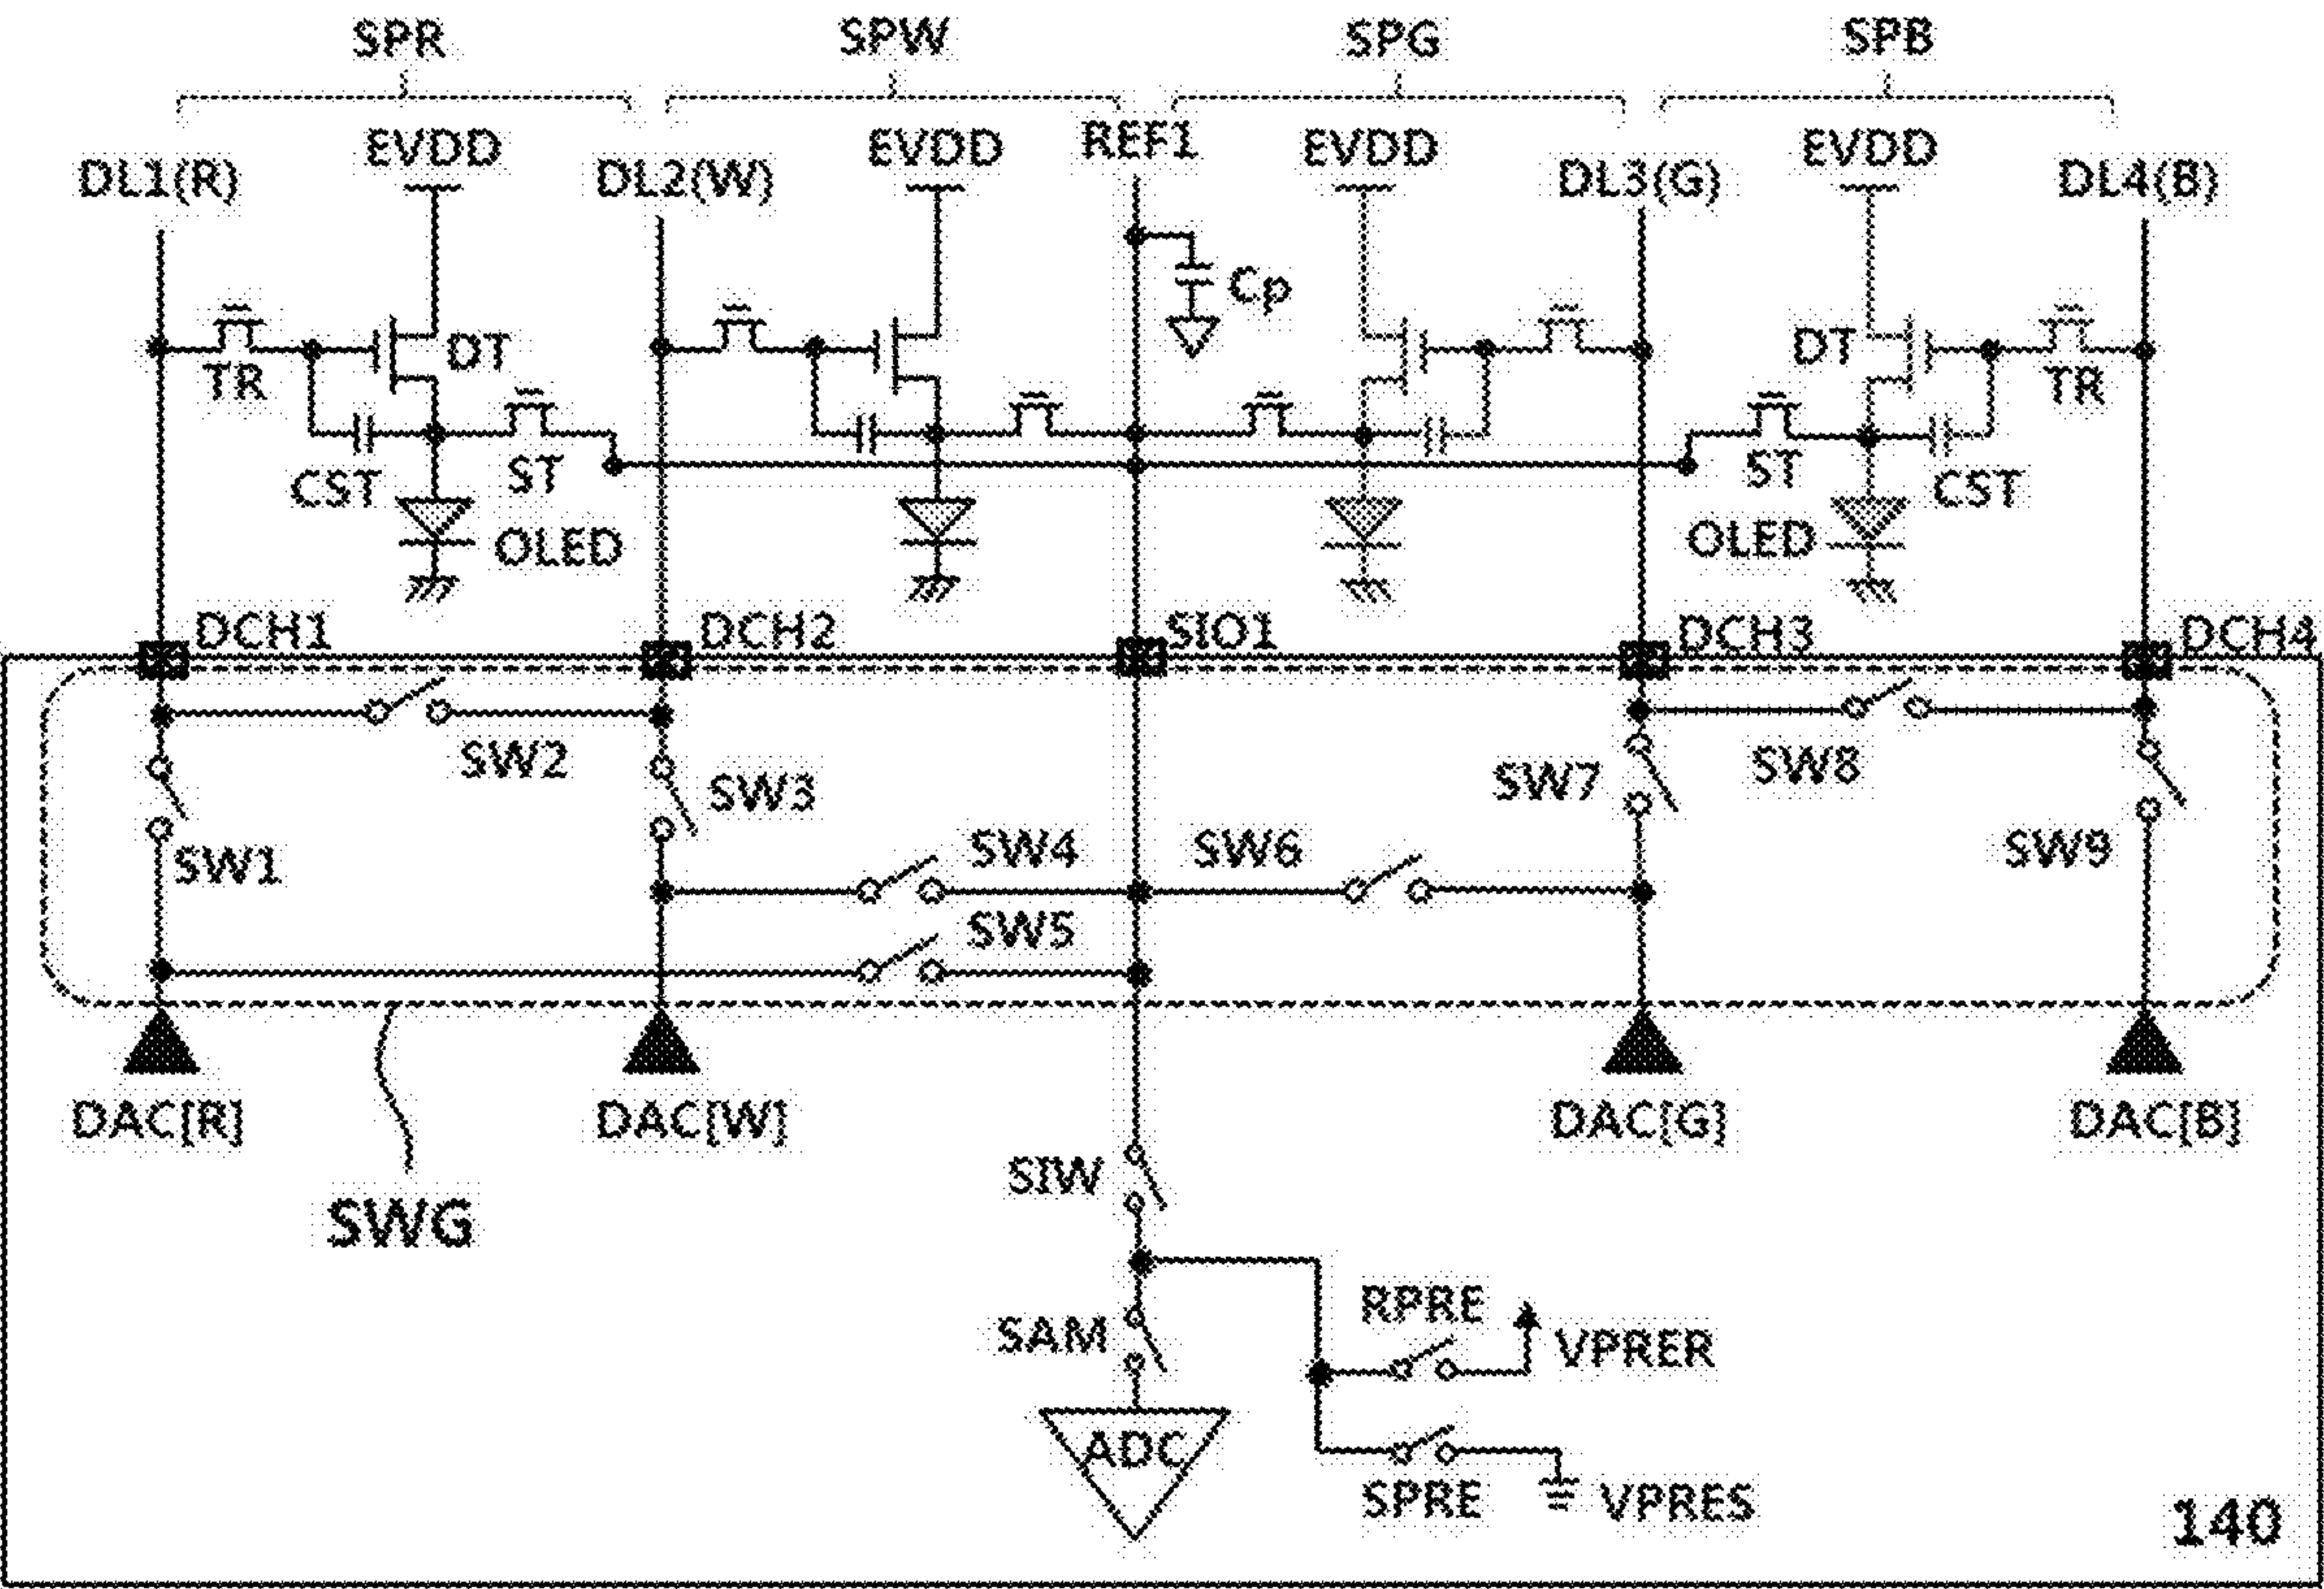 SPR SPW SPG SPB
EVDD EVDD REF1 EVDD EVDD
DL1(R) DL2(W) DL3(G) DL4(B)
Cp
DT DT
TR TR
CST ST ST CST
OLED OLED
DCH1 DCH2 SIO1 DCH3 DCH4
SW2 SW3 SW7 SW8
SW1 SW4 SW6 SW9
SW5
DAC[R] DAC[W] DAC[G] DAC[B]
SIW
SWG
RPRE
SAM VPRER
ADC
SPRE VPRES
140